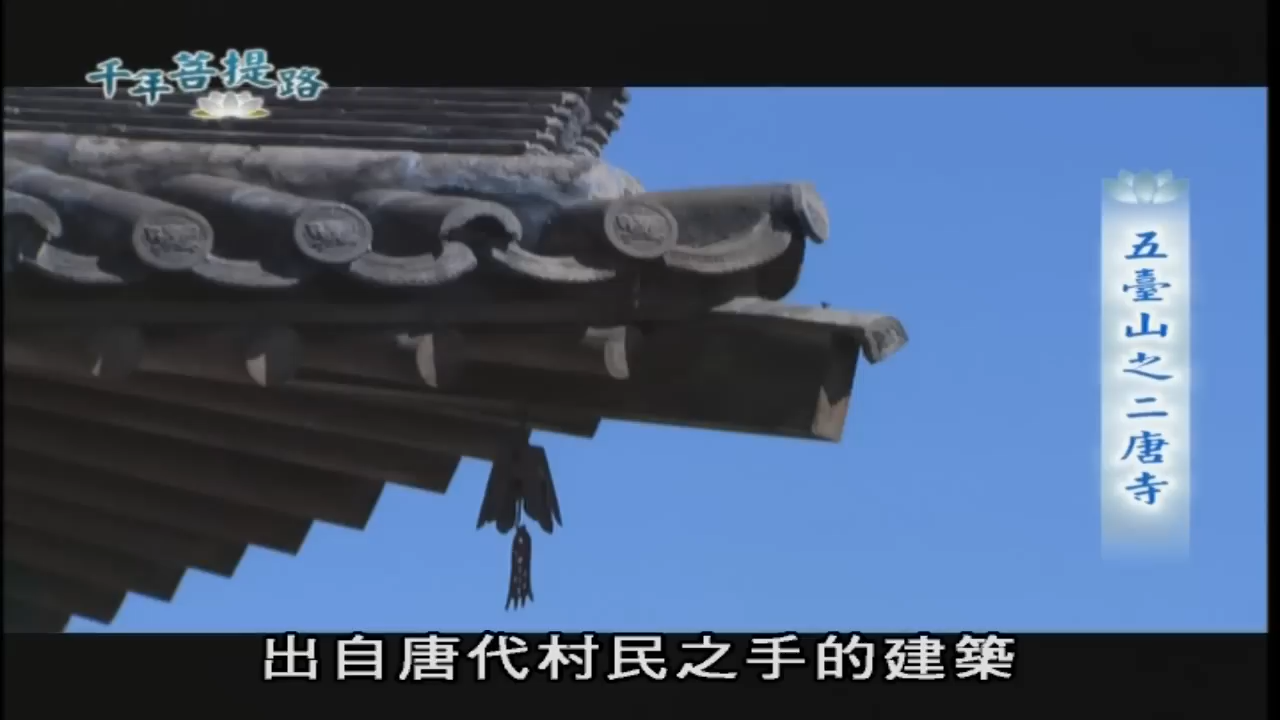 千年菩提路
五臺山之二唐寺
出自唐代村民之手的建築